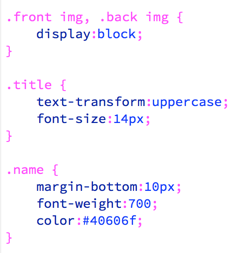 .front img, .back img {
    display:block;
}

.title {
    text-transform:uppercase;
    font-size:14px;
}

.name {
    margin-bottom:10px;
    font-weight:700;
    color:#40606f;
}